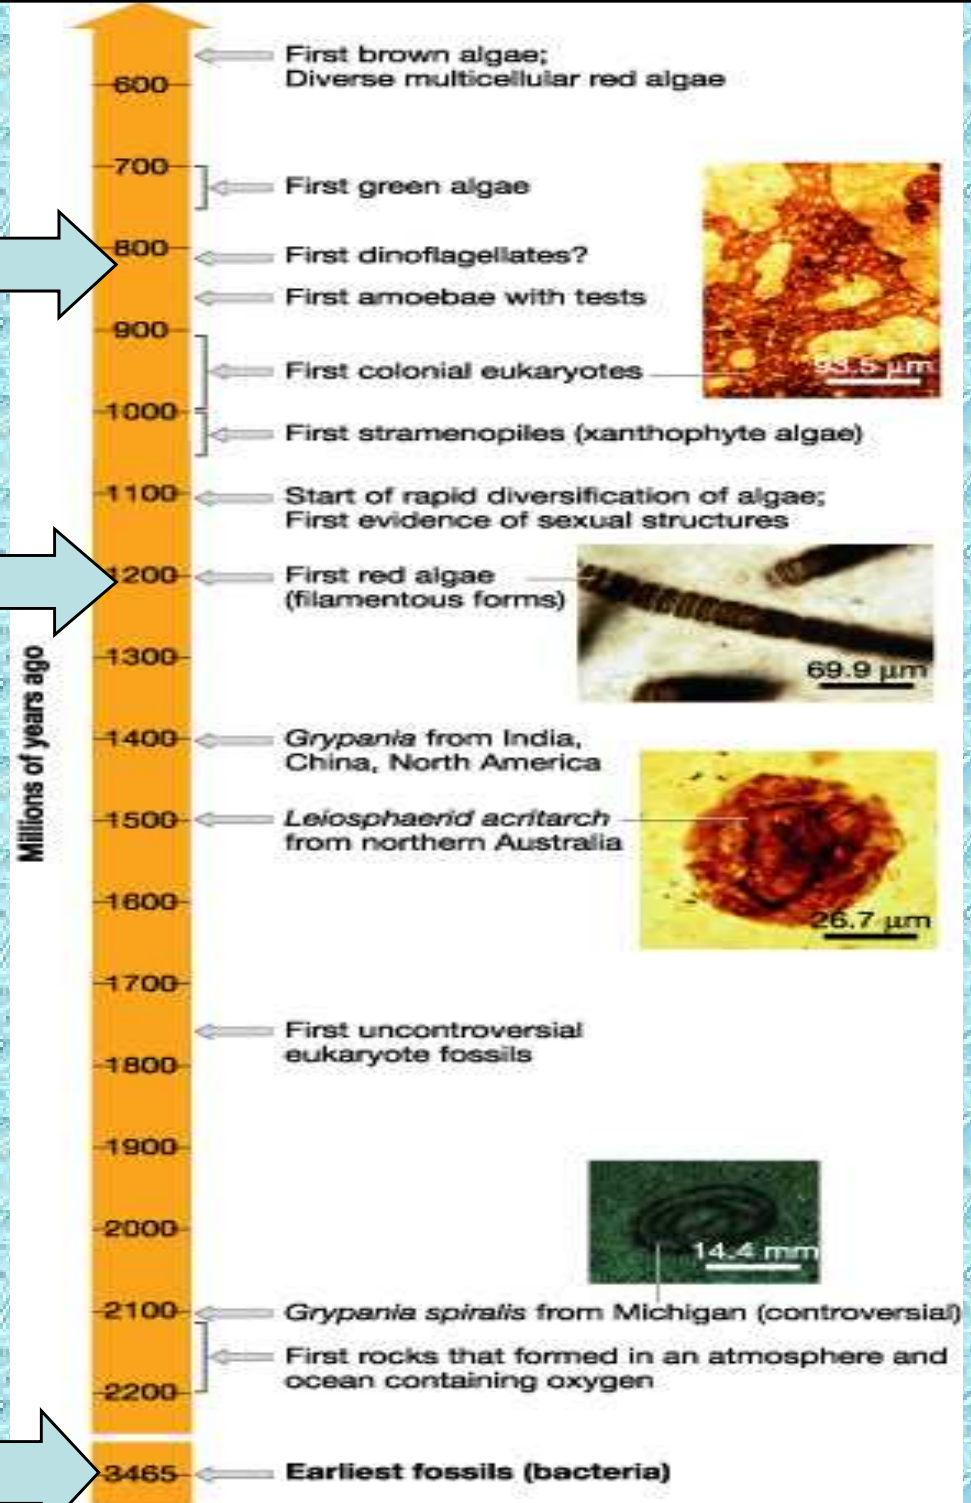 First brown algae;
Diverse multicellular red algae
600
700
First green algae
800
First dinoflagellates?
First amoebae with tests
900
93.5 µm
First colonial eukaryotes
1000
First stramenopiles (xanthophyte algae)
1100
Start of rapid diversification of algae;
First evidence of sexual structures
1200
First red algae
(filamentous forms)
69.9 µm
1300
Millions of years ago
1400
Grypania from India,
China, North America
1500
Leiosphaerid acritarch
from northern Australia
1600
26.7 µm
1700
First uncontroversial
eukaryote fossils
1800
1900
2000
14.4 mm
2100
Grypania spiralis from Michigan (controversial)
First rocks that formed in an atmosphere and
ocean containing oxygen
2200
3465
Earliest fossils (bacteria)